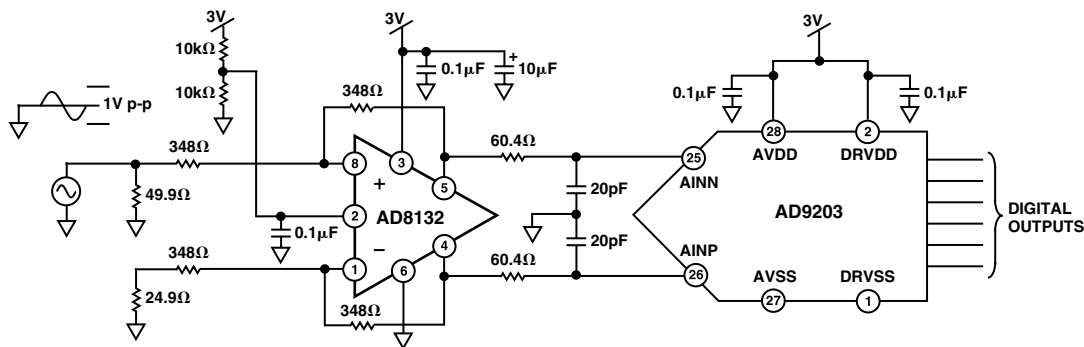 3V
10kΩ
10kΩ
1V p-p
348Ω
49.9Ω
348Ω
24.9Ω
0.1µF
3V
0.1µF
+
10µF
348Ω
8
+
3
5
2
AD8132
4
−
1
6
348Ω
60.4Ω
60.4Ω
20pF
20pF
3V
0.1µF
0.1µF
28
2
AVDD
DRVDD
25
AINN
AD9203
AINP
26
AVSS
DRVSS
27
1
DIGITAL
OUTPUTS